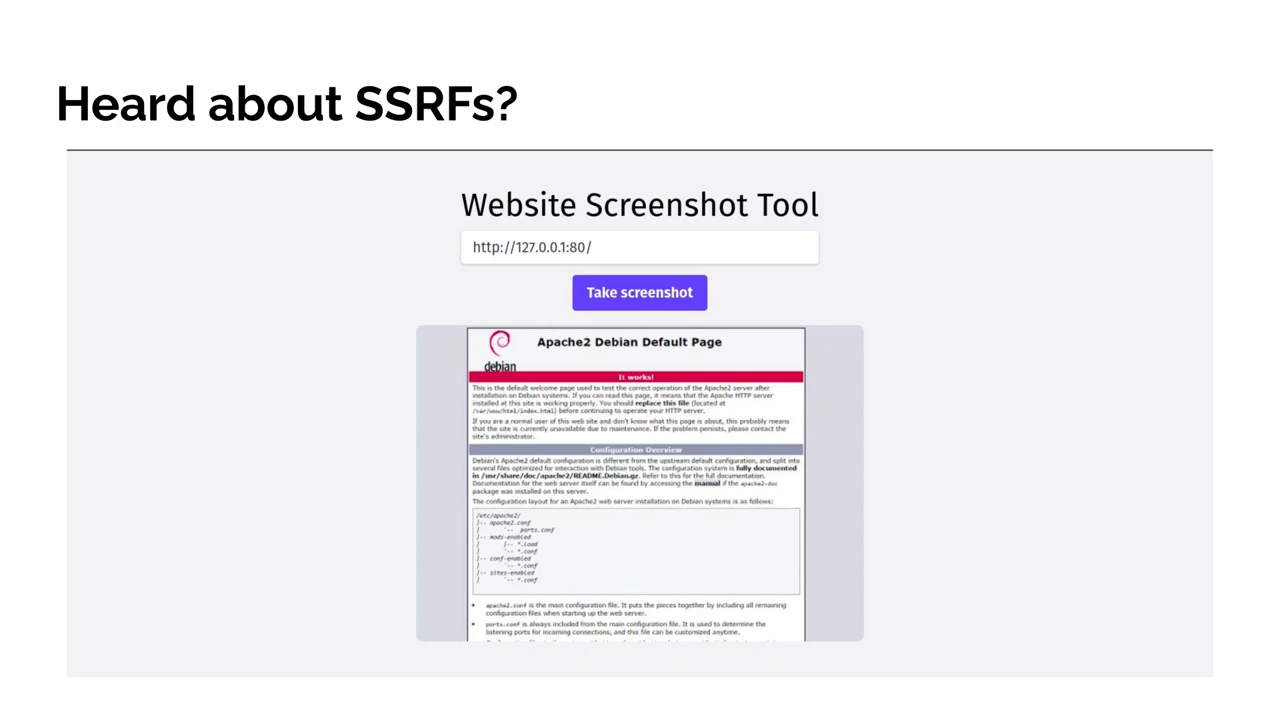 Heard about SSRFs?
Website Screenshot Tool
http://127.0.0.1:80/
Take screenshot
Apache2 Debian Default Page
debian
It works!
This is the default welcome page used to test the correct operation of the Apache2 server after
installation on Debian systems. If you can read this page, it means that the Apache HTTP server
installed at this site is working properly. You should replace this file (located at
/var/www/html/index.html) before continuing to operate your HTTP server.
If you are a normal user of this web site and don't know what this page is about, this probably means
that the site is currently unavailable due to maintenance. If the problem persists, please contact the
site's administrator.
Configuration Overview
Debian's Apache2 default configuration is different from the upstream default configuration, and split into
several files optimized for interaction with Debian tools. The configuration system is fully documented
in /usr/share/doc/apache2/README.Debian.gz. Refer to this for the full documentation.
Documentation for the web server itself can be found by accessing the manual if the apache2-doc
package was installed on this server.
The configuration layout for an Apache2 web server installation on Debian systems is as follows:
/etc/apache2/
|-- apache2.conf
|       `--  ports.conf
|-- mods-enabled
|       |-- *.load
|       `-- *.conf
|-- conf-enabled
|       `-- *.conf
|-- sites-enabled
|       `-- *.conf
• apache2.conf is the main configuration file. It puts the pieces together by including all remaining
configuration files when starting up the web server.
• ports.conf is always included from the main configuration file. It is used to determine the
listening ports for incoming connections, and this file can be customized anytime.